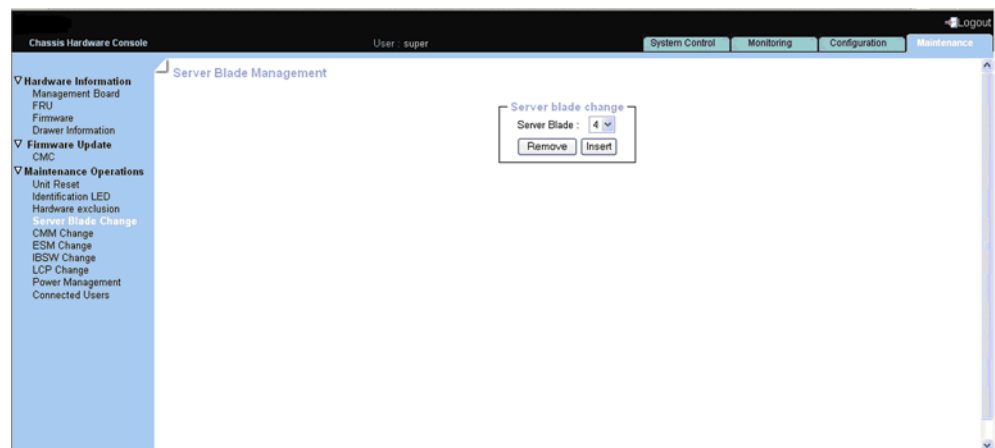 Logout
Chassis Hardware Console
User : super
System Control
Monitoring
Configuration
Maintenance
Hardware Information
Management Board
FRU
Firmware
Drawer Information
Firmware Update
CMC
Maintenance Operations
Unit Reset
Identification LED
Hardware exclusion
Server Blade Change
CMM Change
ESM Change
IBSW Change
LCP Change
Power Management
Connected Users
Server Blade Management
Server blade change
Server Blade : 4
Remove Insert